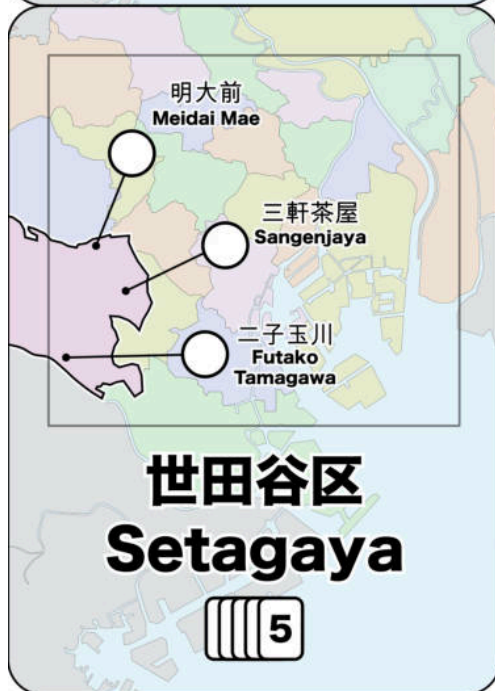 明大前
Meidai Mae
三軒茶屋
Sangenjaya
二子玉川
Futako
Tamagawa
世田谷区
Setagaya
5